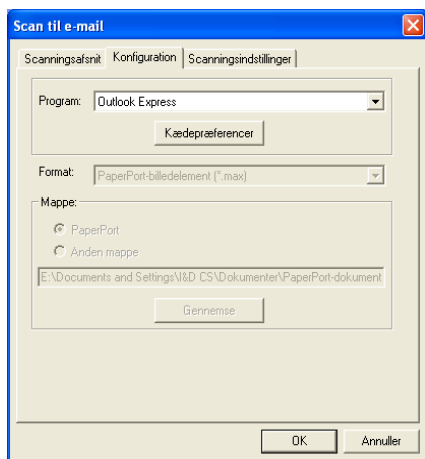 Scan til e-mail
Scanningsafsnit Konfiguration Scanningsindstillinger
Program: Outlook Express
Kædepræferencer
Format: PaperPort-billedelement (*.max)
Mappe:
PaperPort
Anden mappe
E:\Documents and Settings\I&D CS\Dokumenter\PaperPort-dokument
Gennemse
OK Annuller